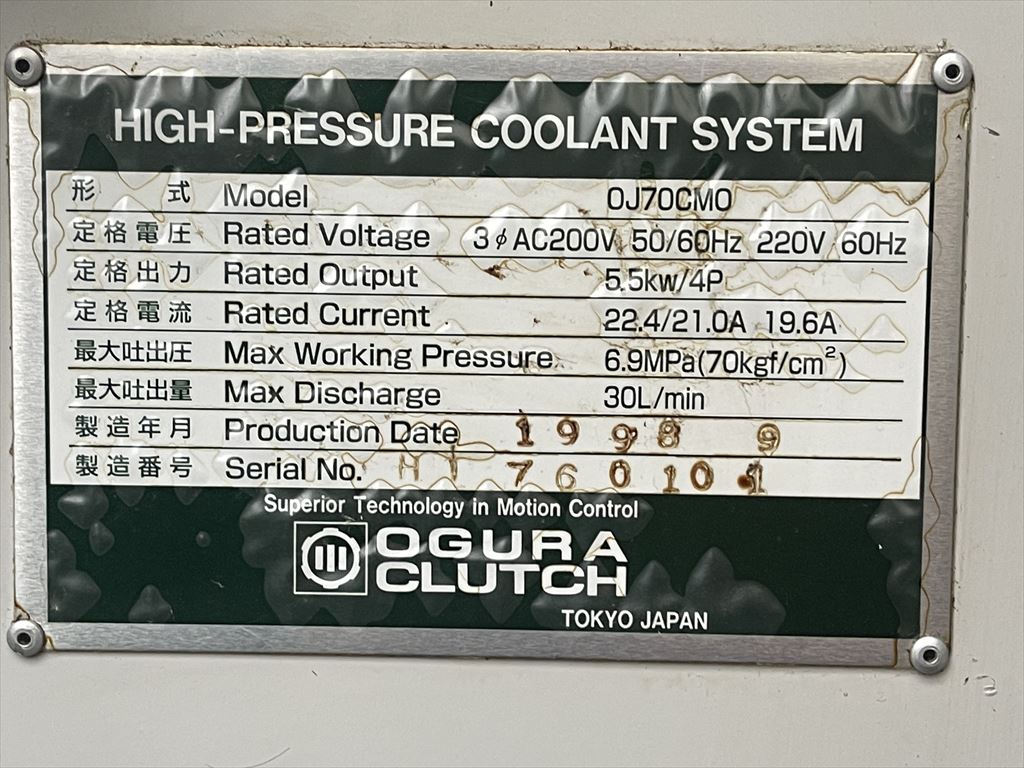 HIGH-PRESSURE COOLANT SYSTEM
形 式 Model OJ70CMO
定格電圧 Rated Voltage 3φAC200V 50/60Hz 220V 60Hz
定格出力 Rated Output 5.5kw/4P
定格電流 Rated Current 22.4/21.0A 19.6A
最大吐出圧 Max Working Pressure 6.9MPa(70kgf/cm²)
最大吐出量 Max Discharge 30L/min
製造年月 Production Date 1998 9
製造番号 Serial No. HT 760101
Superior Technology in Motion Control
OGURA
CLUTCH
TOKYO JAPAN